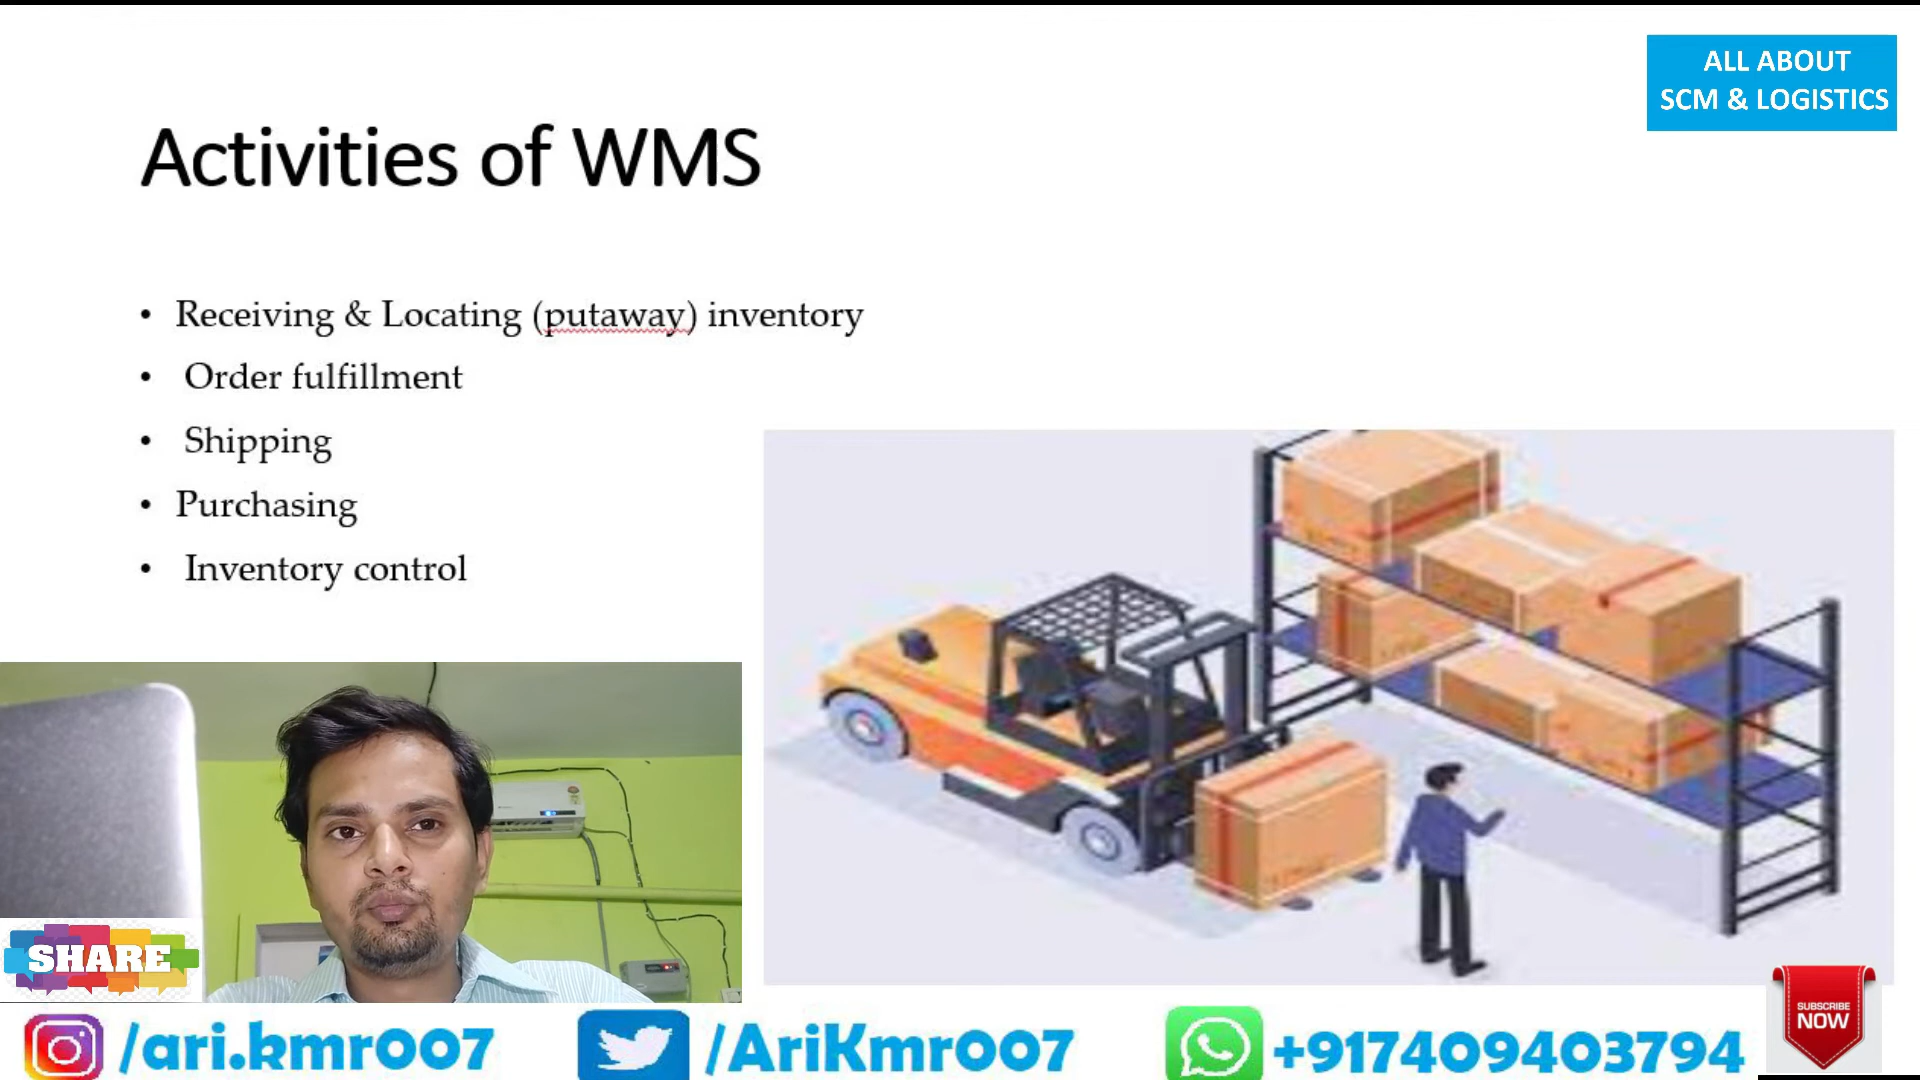 ALL ABOUT
SCM & LOGISTICS
Activities of WMS
• Receiving & Locating (putaway) inventory
• Order fulfillment
• Shipping
• Purchasing
• Inventory control
SHARE
/ari.kmr007
/AriKmr007
+917409403794
SUBSCRIBE
NOW